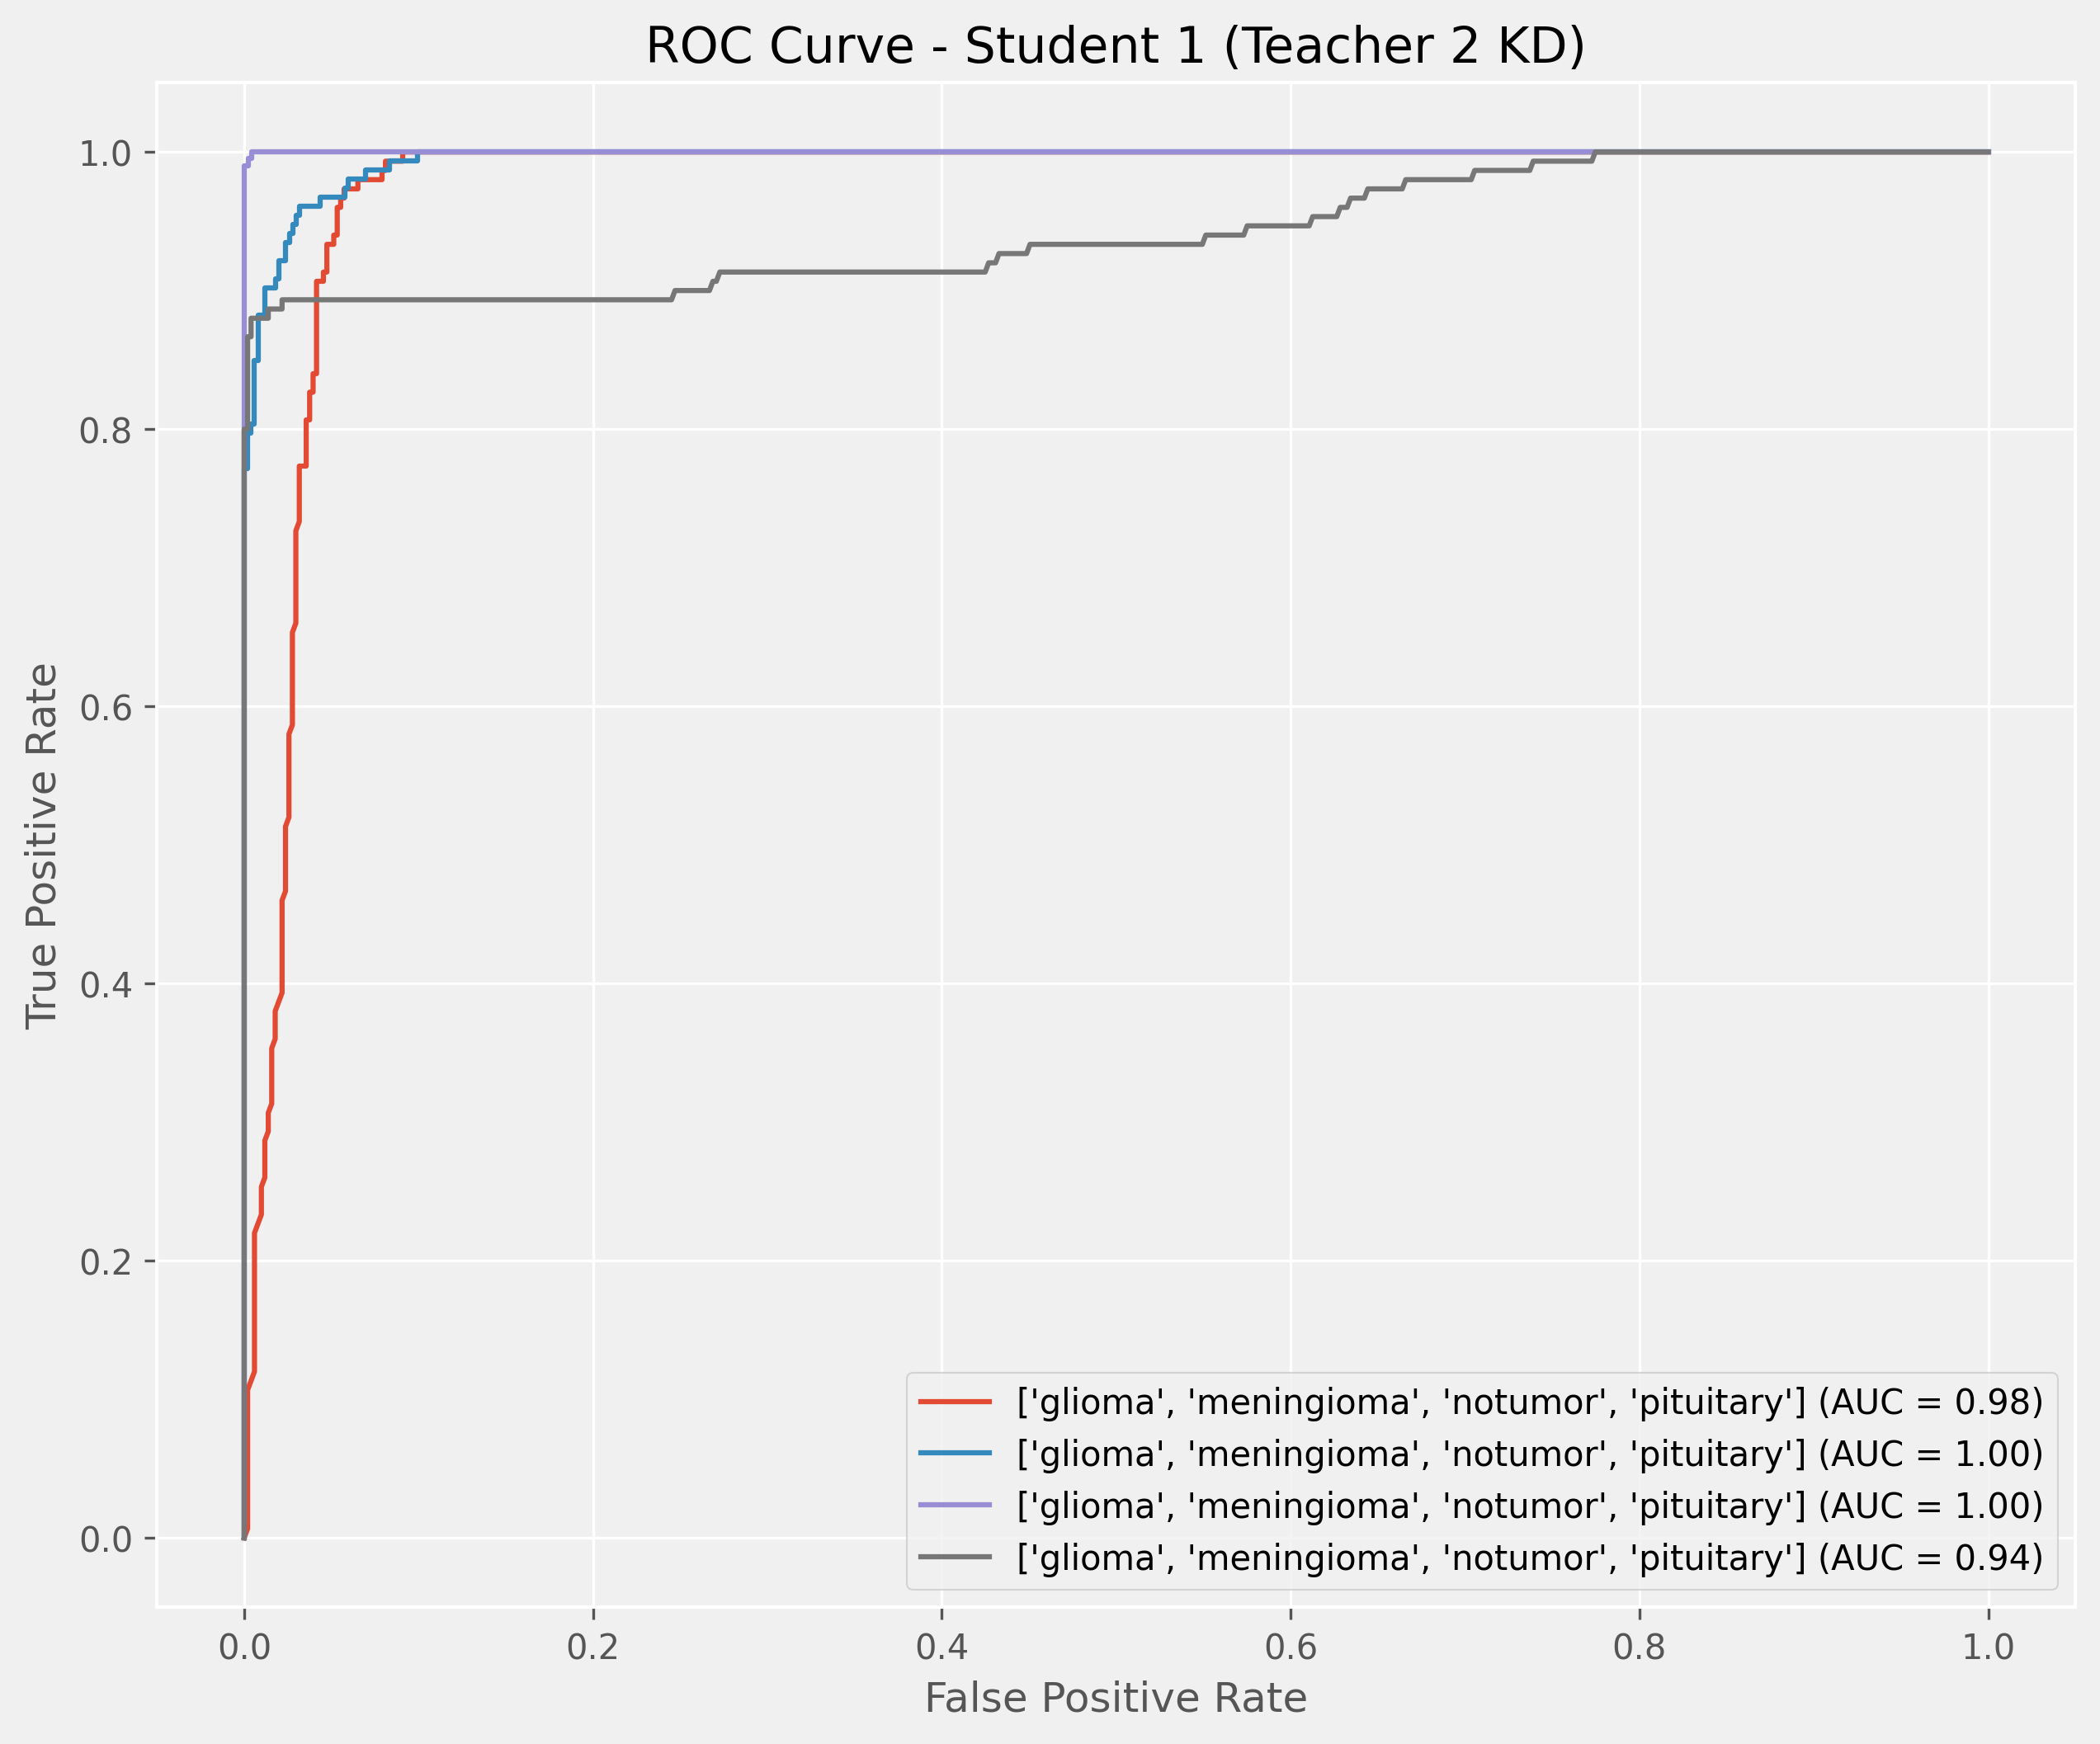 ROC Curve - Student 1 (Teacher 2 KD)
True Positive Rate
1.0
0.8
0.6
0.4
0.2
0.0
['glioma', 'meningioma', 'notumor', 'pituitary'] (AUC = 0.98)
['glioma', 'meningioma', 'notumor', 'pituitary'] (AUC = 1.00)
['glioma', 'meningioma', 'notumor', 'pituitary'] (AUC = 1.00)
['glioma', 'meningioma', 'notumor', 'pituitary'] (AUC = 0.94)
0.0 0.2 0.4 0.6 0.8 1.0
False Positive Rate